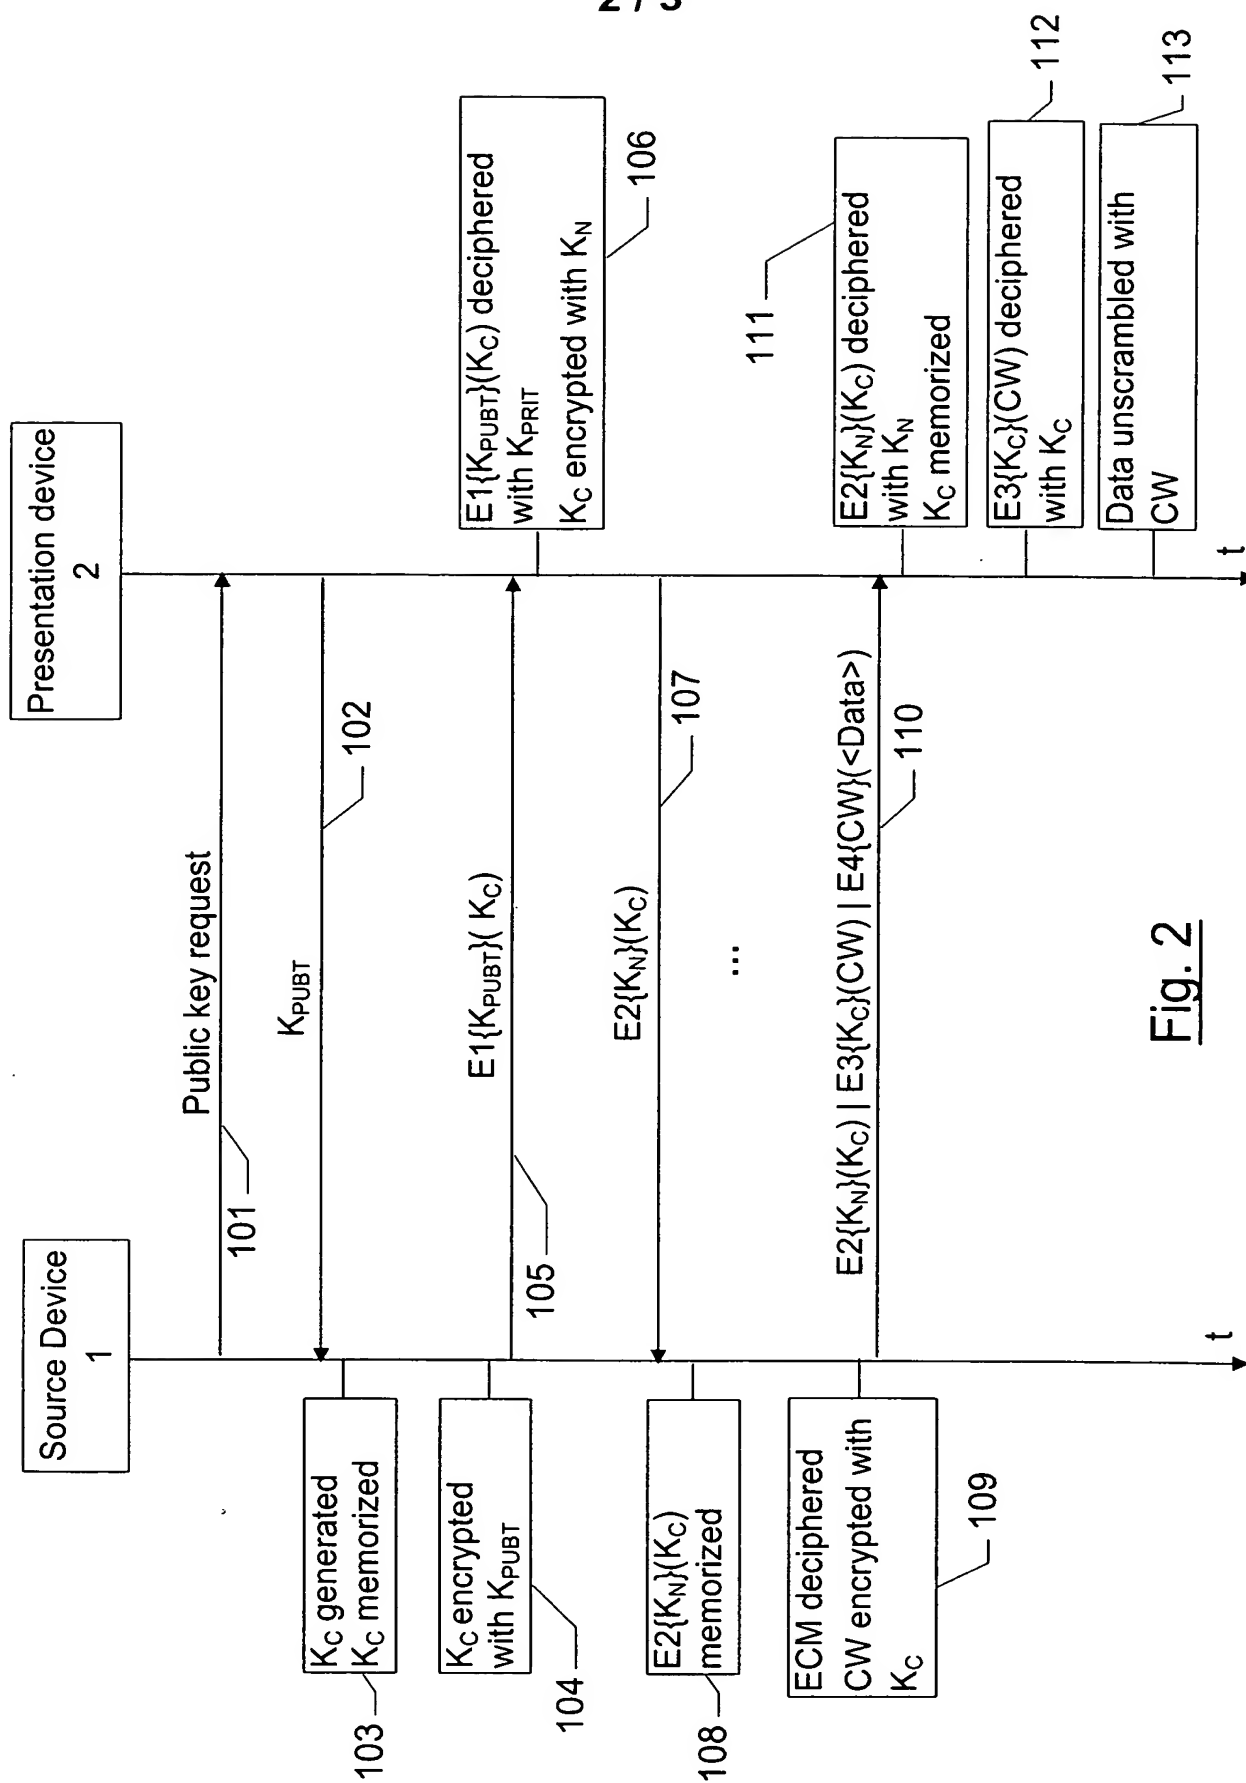 2 / 3
Source Device
1
Presentation device
2
Public key request
101
K_PUBT
102
K_C generated
K_C memorized
103
K_C encrypted
with K_PUBT
104
E1{K_PUBT}( K_C)
105
E1{K_PUBT}(K_C) deciphered
with K_PRIT
K_C encrypted with K_N
106
E2{K_N}(K_C)
107
E2{K_N}(K_C)
memorized
108
...
ECM deciphered
CW encrypted with
K_C
109
E2{K_N}(K_C) | E3{K_C}(CW) | E4{CW}(<Data>)
110
E2{K_N}(K_C) deciphered
with K_N
K_C memorized
111
E3{K_C}(CW) deciphered
with K_C
112
Data unscrambled with
CW
113
t
t
Fig. 2